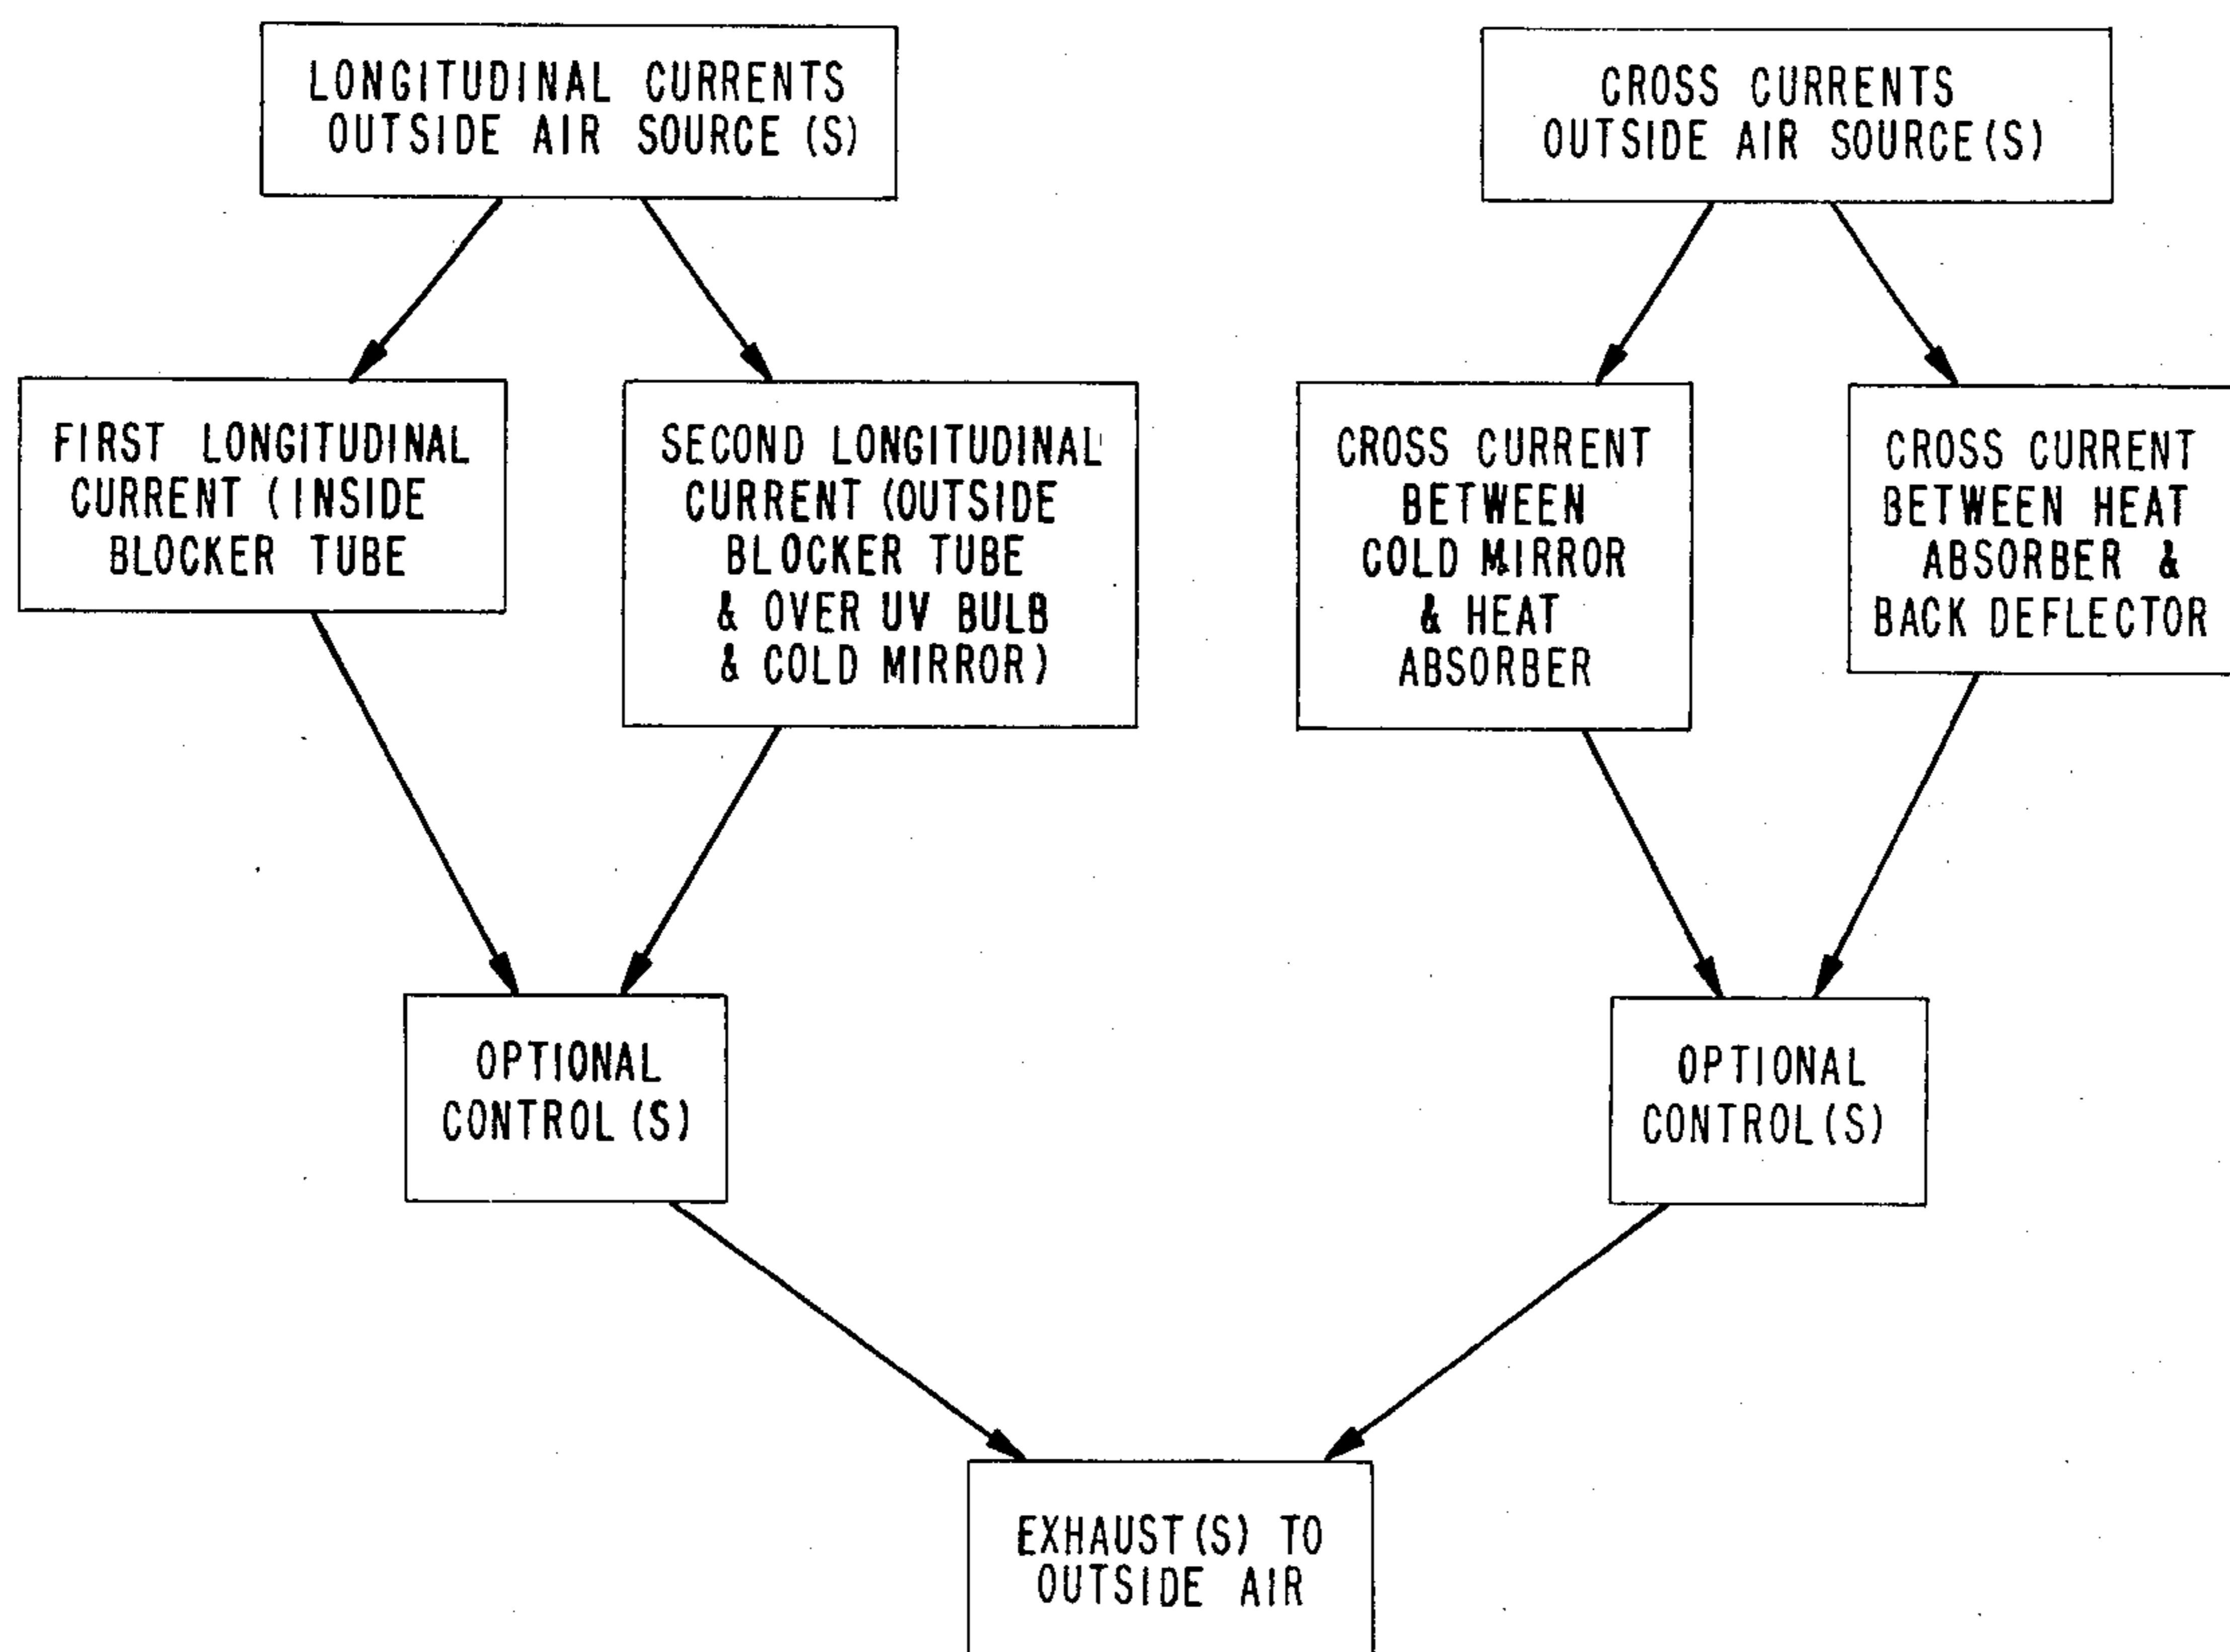 LONGITUDINAL CURRENTS
OUTSIDE AIR SOURCE (S)
CROSS CURRENTS
OUTSIDE AIR SOURCE(S)
FIRST LONGITUDINAL
CURRENT (INSIDE
BLOCKER TUBE
SECOND LONGITUDINAL
CURRENT (OUTSIDE
BLOCKER TUBE
& OVER UV BULB
& COLD MIRROR)
CROSS CURRENT
BETWEEN
COLD MIRROR
& HEAT
ABSORBER
CROSS CURRENT
BETWEEN HEAT
ABSORBER &
BACK DEFLECTOR
OPTIONAL
CONTROL (S)
OPTIONAL
CONTROL(S)
EXHAUST(S) TO
OUTSIDE AIR